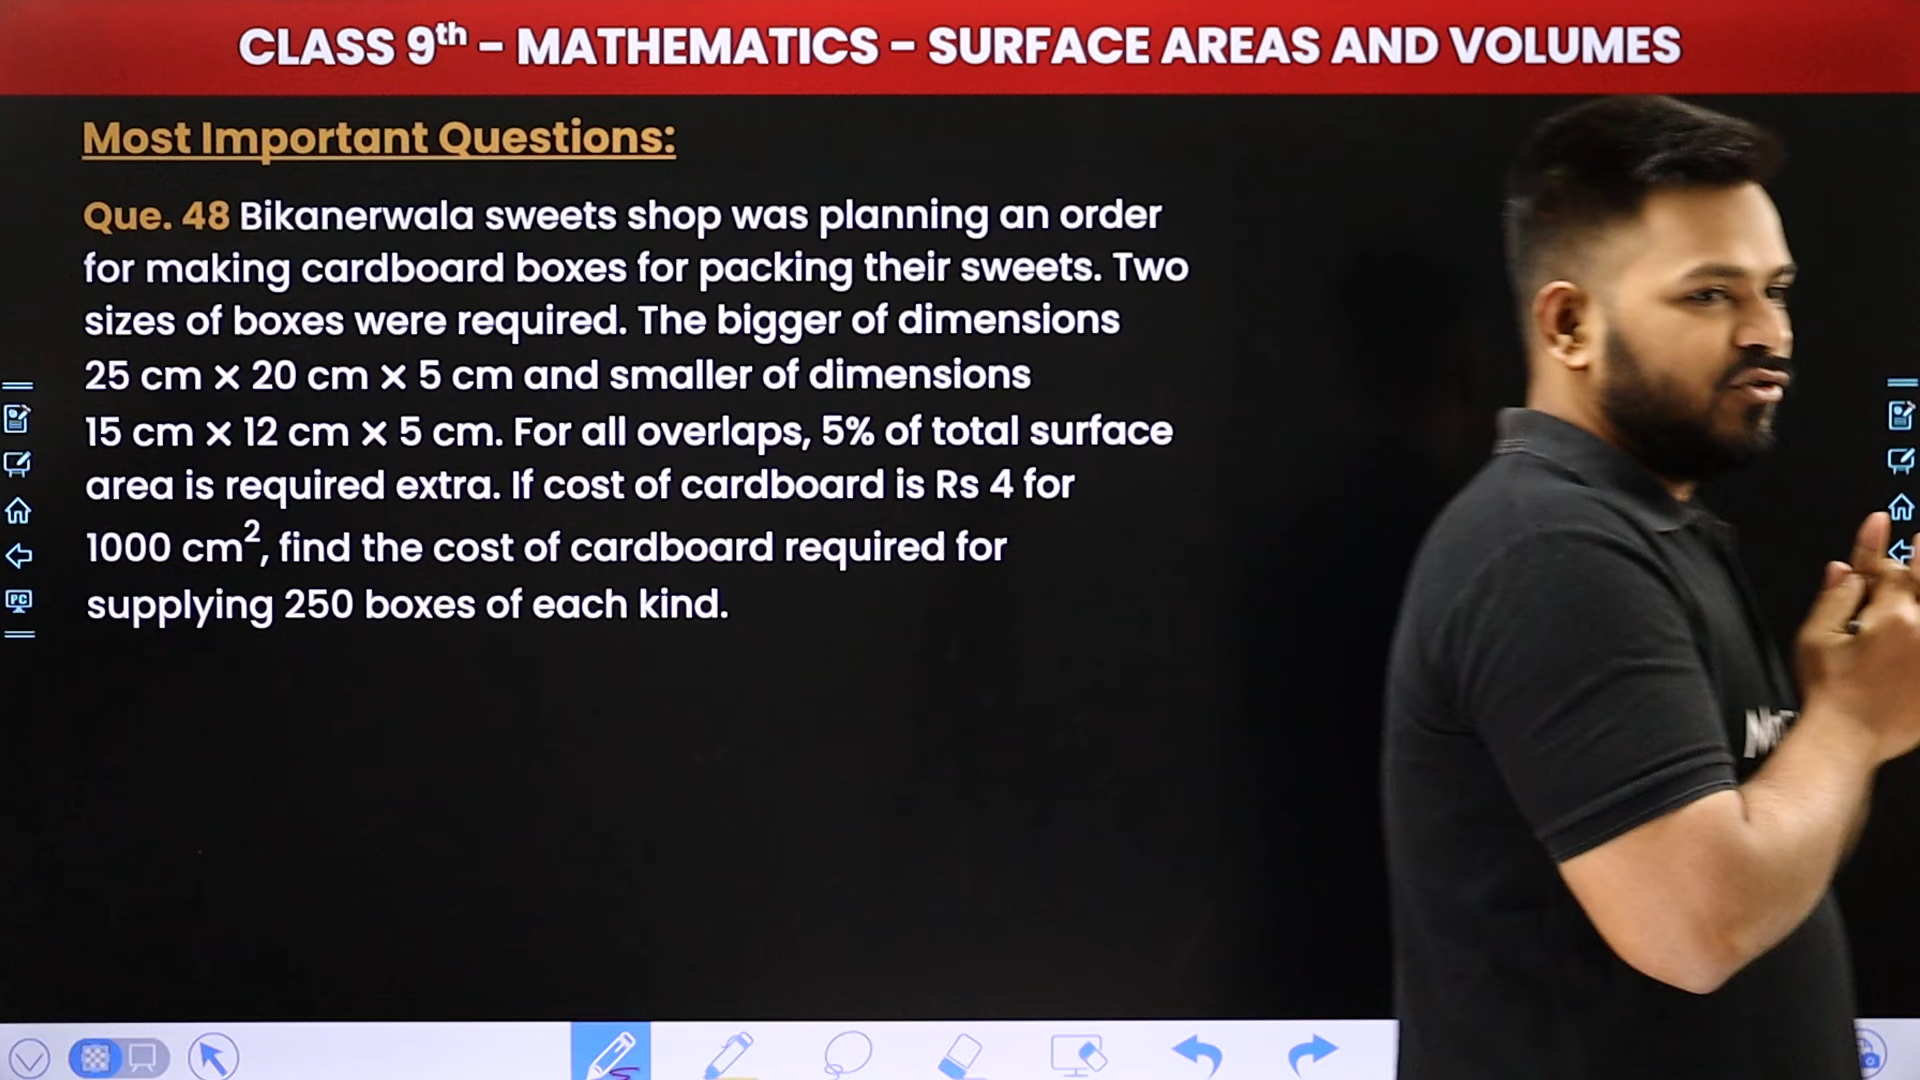 CLASS 9th – MATHEMATICS – SURFACE AREAS AND VOLUMES
Most Important Questions:
Que. 48 Bikanerwala sweets shop was planning an order
for making cardboard boxes for packing their sweets. Two
sizes of boxes were required. The bigger of dimensions
25 cm × 20 cm × 5 cm and smaller of dimensions
15 cm × 12 cm × 5 cm. For all overlaps, 5% of total surface
area is required extra. If cost of cardboard is Rs 4 for
1000 cm², find the cost of cardboard required for
supplying 250 boxes of each kind.
PC